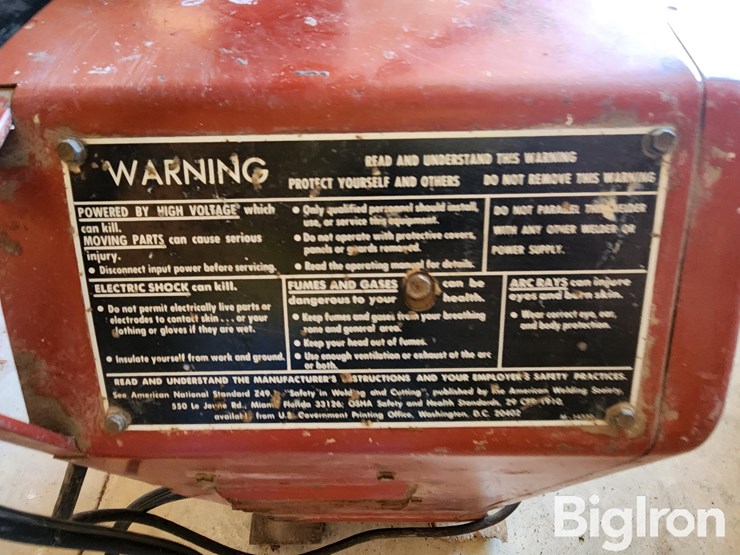 WARNING
READ AND UNDERSTAND THIS WARNING
PROTECT YOURSELF AND OTHERS DO NOT REMOVE THIS WARNING
POWERED BY HIGH VOLTAGE which
can kill.
MOVING PARTS can cause serious
injury.
• Disconnect input power before servicing.
• Only qualified personnel should install,
use, or service this equipment.
• Do not operate with protective covers,
panels or guards removed.
• Read the operating manual for details.
DO NOT PARALLEL THIS WELDER
WITH ANY OTHER WELDER OR
POWER SUPPLY.
ELECTRIC SHOCK can kill.
• Do not permit electrically live parts or
electrodes to contact skin . . . or your
clothing or gloves if they are wet.
• Insulate yourself from work and ground.
FUMES AND GASES can be
dangerous to your health.
• Keep fumes and gases from your breathing
zone and general area.
• Keep your head out of fumes.
• Use enough ventilation or exhaust at the arc
or both.
ARC RAYS can injure
eyes and burn skin.
• Wear correct eye, ear,
and body protection.
READ AND UNDERSTAND THE MANUFACTURER'S INSTRUCTIONS AND YOUR EMPLOYER'S SAFETY PRACTICES.
See American National Standard "Safety in Welding and Cutting", published by the American Welding Society,
550 Le Jeune Rd., Miami Florida 33126; OSHA Safety and Health Standards, 29 CFR 1910,
available from U.S. Government Printing Office, Washington, D.C. 20402
BigIron